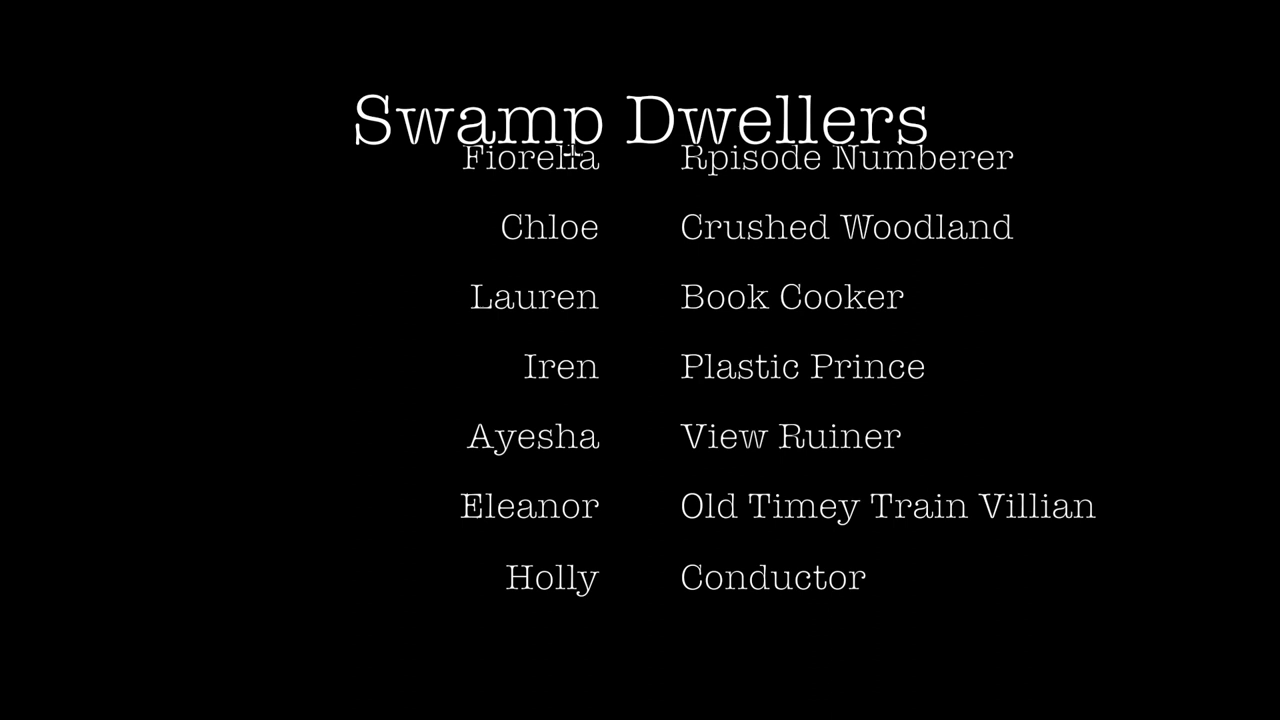 Swamp Dwellers
Fiorella Rpisode Numberer
Chloe Crushed Woodland
Lauren Book Cooker
Iren Plastic Prince
Ayesha View Ruiner
Eleanor Old Timey Train Villian
Holly Conductor